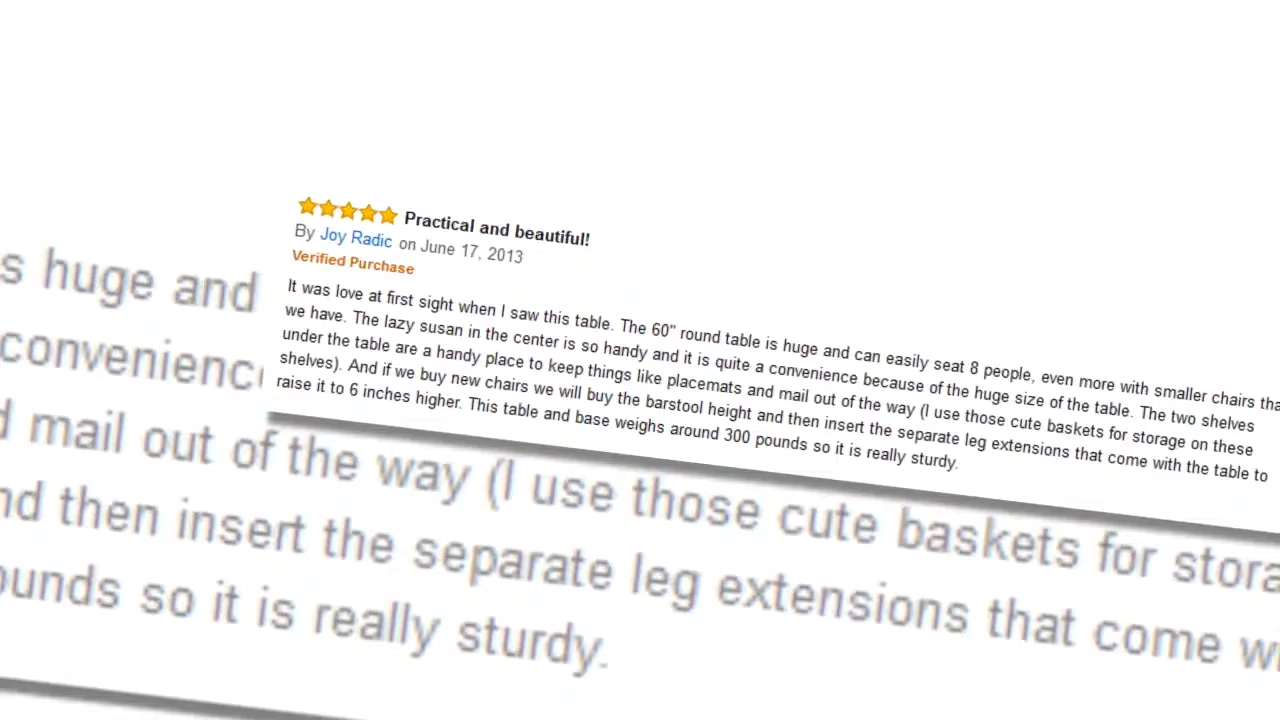 Practical and beautiful!
By Joy Radic on June 17, 2013
Verified Purchase
It was love at first sight when I saw this table. The 60" round table is huge and can easily seat 8 people, even more with smaller chairs
we have. The lazy susan in the center is so handy and it is quite a convenience because of the huge size of the table. The two shelves
under the table are a handy place to keep things like placemats and mail out of the way (I use those cute baskets for storage on these
shelves). And if we buy new chairs we will buy the barstool height and then insert the separate leg extensions that come with the table to
raise it to 6 inches higher. This table and base weighs around 300 pounds so it is really sturdy.
s huge and
mail out of the way (I use those cute baskets for
then insert the separate leg extensions that come
so it is really sturdy.